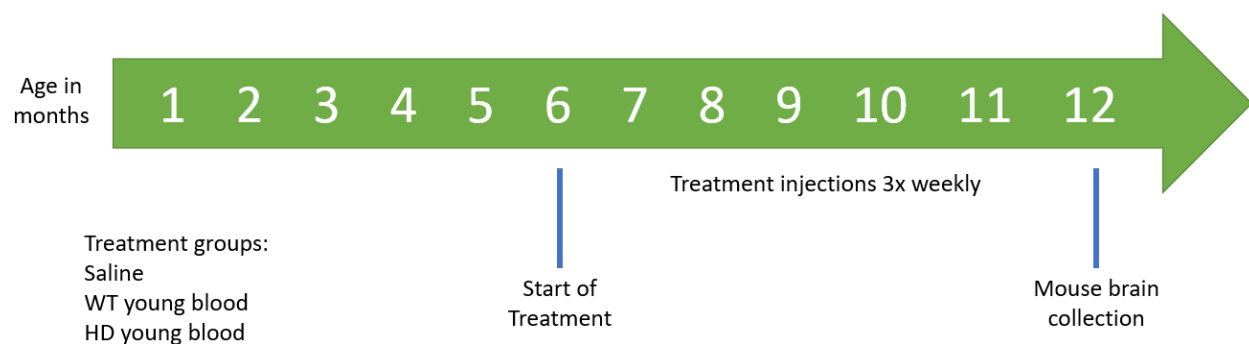 Age in
months
1 2 3 4 5 6 7 8 9 10 11 12
Treatment injections 3x weekly
Treatment groups:
Saline
WT young blood
HD young blood
Start of
Treatment
Mouse brain
collection